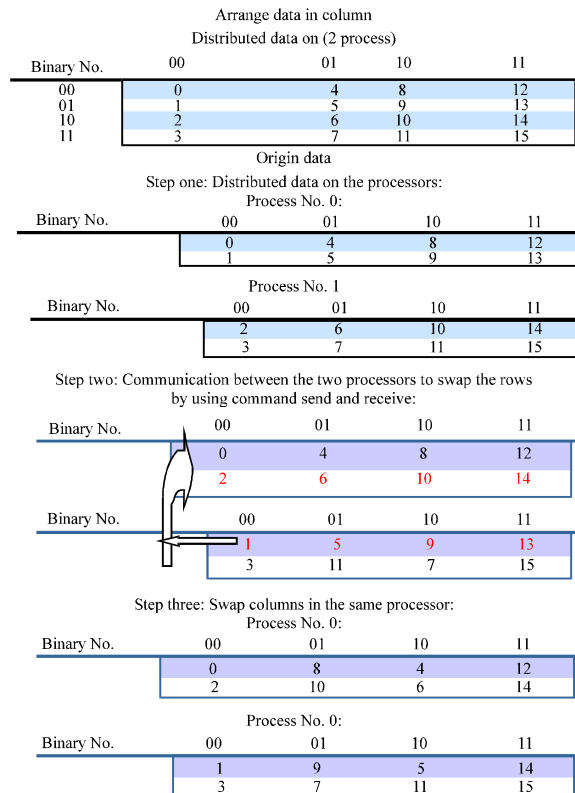 Arrange data in column
Distributed data on (2 process)
Binary No. 00 01 10 11
00 0 4 8 12
01 1 5 9 13
10 2 6 10 14
11 3 7 11 15
Origin data
Step one: Distributed data on the processors:
Process No. 0:
Binary No. 00 01 10 11
0 4 8 12
1 5 9 13
Process No. 1
Binary No. 00 01 10 11
2 6 10 14
3 7 11 15
Step two: Communication between the two processors to swap the rows
by using command send and receive:
Binary No. 00 01 10 11
0 4 8 12
2 6 10 14
Binary No. 00 01 10 11
1 5 9 13
3 11 7 15
Step three: Swap columns in the same processor:
Process No. 0:
Binary No. 00 01 10 11
0 8 4 12
2 10 6 14
Process No. 0:
Binary No. 00 01 10 11
1 9 5 14
3 7 11 15